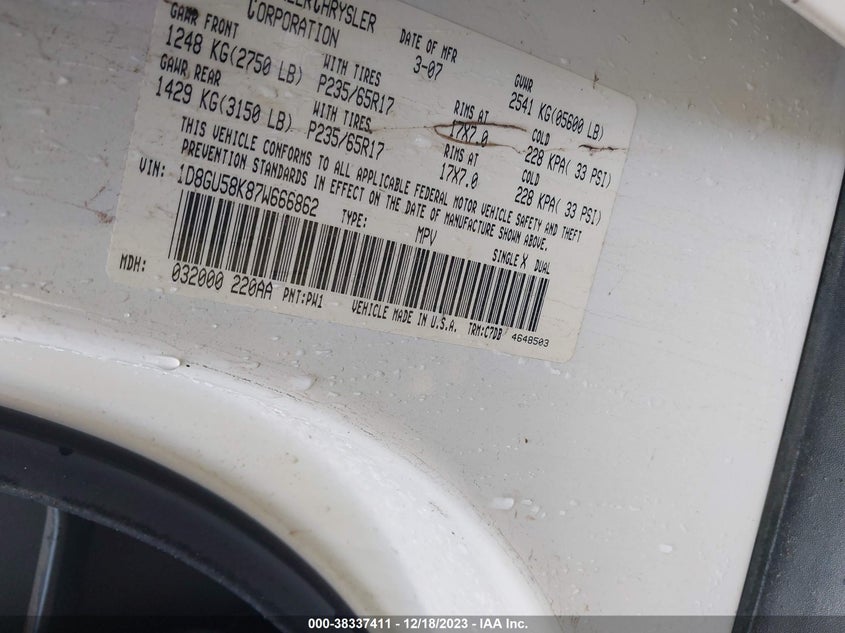 CHRYSLER
CORPORATION
DATE OF MFR
3-07
GVWR
2541 KG(05600 LB)
GAWR FRONT
1248 KG(2750 LB)
WITH TIRES
P235/65R17
RIMS AT
17X7.0
COLD
228 KPA( 33 PSI)
GAWR REAR
1429 KG(3150 LB)
WITH TIRES
P235/65R17
RIMS AT
17X7.0
COLD
228 KPA( 33 PSI)
THIS VEHICLE CONFORMS TO ALL APPLICABLE FEDERAL MOTOR VEHICLE SAFETY AND THEFT
PREVENTION STANDARDS IN EFFECT ON THE DATE OF MANUFACTURE SHOWN ABOVE.
VIN: 1D8GU58K87W666862 TYPE: MPV SINGLE X DUAL
MDH: 032000 220AA PNT:PW1 VEHICLE MADE IN U.S.A. TRM:C7DB 4648503
000-38337411 - 12/18/2023 - IAA Inc.